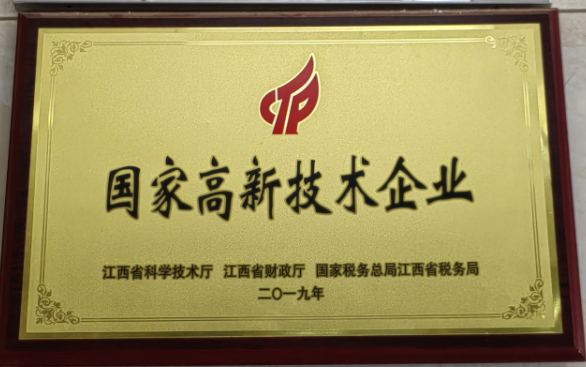 CTP
国家高新技术企业
江西省科学技术厅 江西省财政厅 国家税务总局江西省税务局
二〇一九年